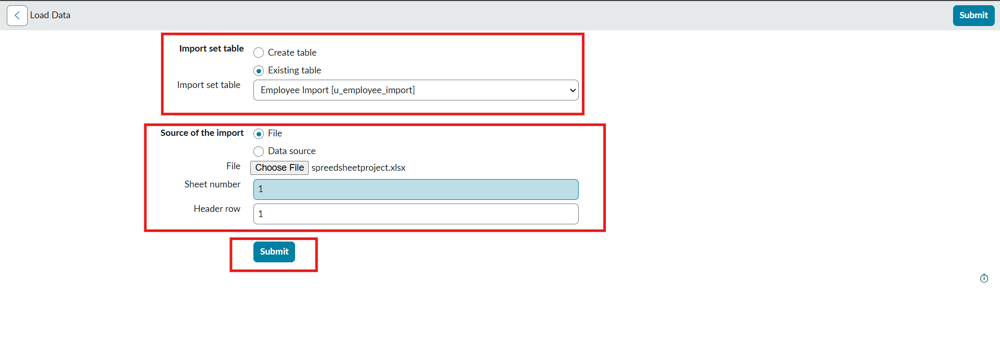 Load Data
Submit
Import set table
Create table
Existing table
Import set table
Employee Import [u_employee_import]
Source of the import
File
Data source
File
Choose File spreedsheetproject.xlsx
Sheet number
1
Header row
1
Submit